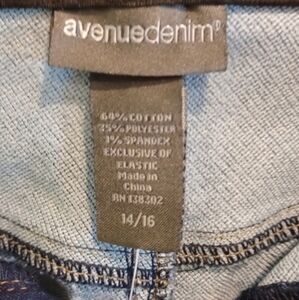 avenuedenim®
64% COTTON
35% POLYESTER
1% SPANDEX
EXCLUSIVE OF
ELASTIC
Made in
China
RN 138302
14/16